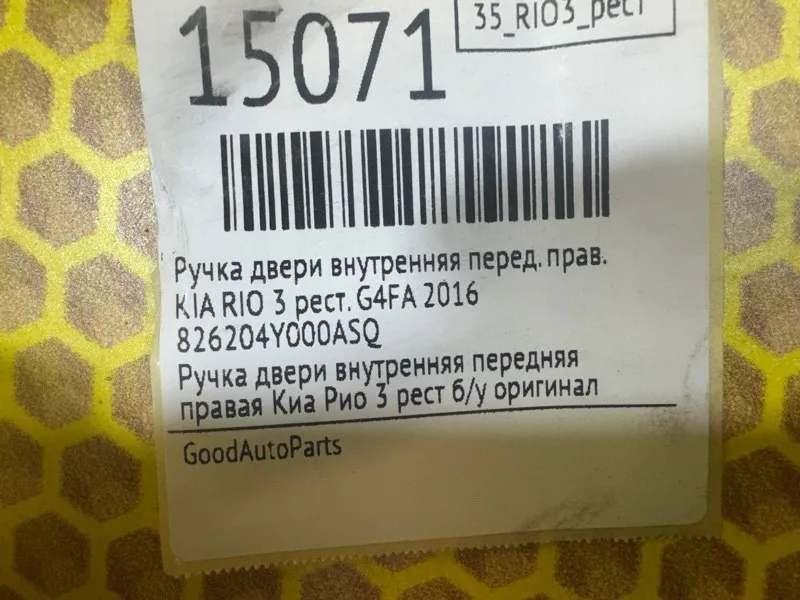 35_RIO3_рест
15071
Ручка двери внутренняя перед. прав.
KIA RIO 3 рест. G4FA 2016
826204Y000ASQ
Ручка двери внутренняя передняя
правая Киа Рио 3 рест б/у оригинал
GoodAutoParts